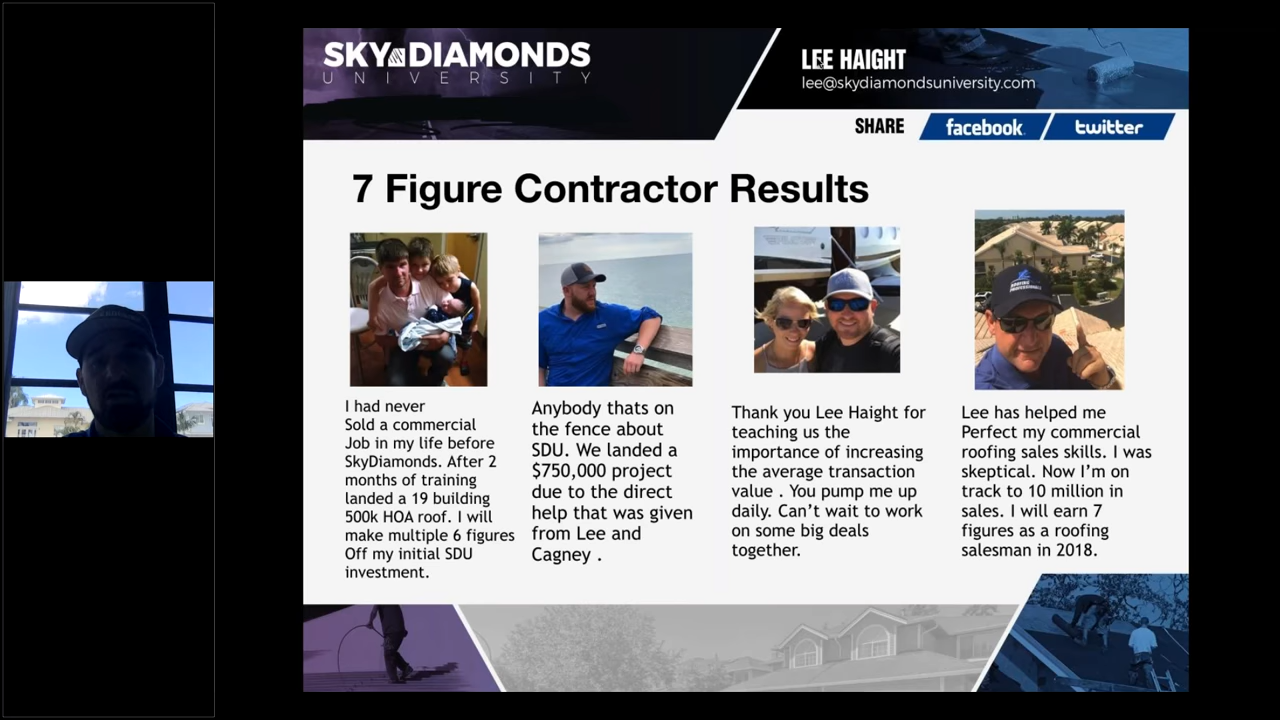 SKY DIAMONDS
UNIVERSITY
LEE HAIGHT
lee@skydiamondsuniversity.com
SHARE facebook twitter
7 Figure Contractor Results
I had never
Sold a commercial
Job in my life before
SkyDiamonds. After 2
months of training
landed a 19 building
500k HOA roof. I will
make multiple 6 figures
Off my initial SDU
investment.
Anybody thats on
the fence about
SDU. We landed a
$750,000 project
due to the direct
help that was given
from Lee and
Cagney .
Thank you Lee Haight for
teaching us the
importance of increasing
the average transaction
value . You pump me up
daily. Can't wait to work
on some big deals
together.
Lee has helped me
Perfect my commercial
roofing sales skills. I was
skeptical. Now I'm on
track to 10 million in
sales. I will earn 7
figures as a roofing
salesman in 2018.